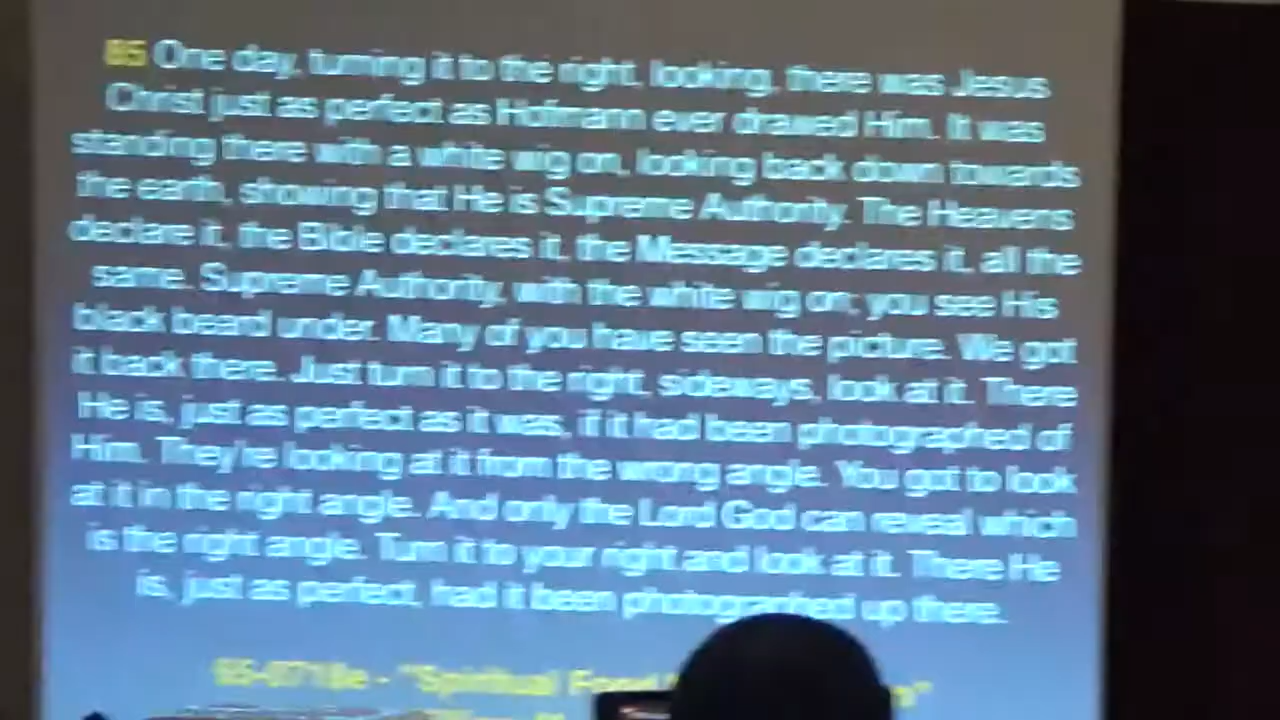 85 One day, turning it to the right, looking, there was Jesus
Christ just as perfect as Hofmann ever drawed Him. It was
standing there with a white wig on, looking back down towards
the earth, showing that He is Supreme Authority. The Heavens
declare it, the Bible declares it, the Message declares it, all the
same. Supreme Authority, with the white wig on; you see His
black beard under. Many of you have seen the picture. We got
it back there. Just turn it to the right, sideways, look at it. There
He is, just as perfect as it was, if it had been photographed of
Him. They're looking at it from the wrong angle. You got to look
at it in the right angle. And only the Lord God can reveal which
is the right angle. Turn it to your right and look at it. There He
is, just as perfect, had it been photographed up there.
65-0718e - "Spiritual Food